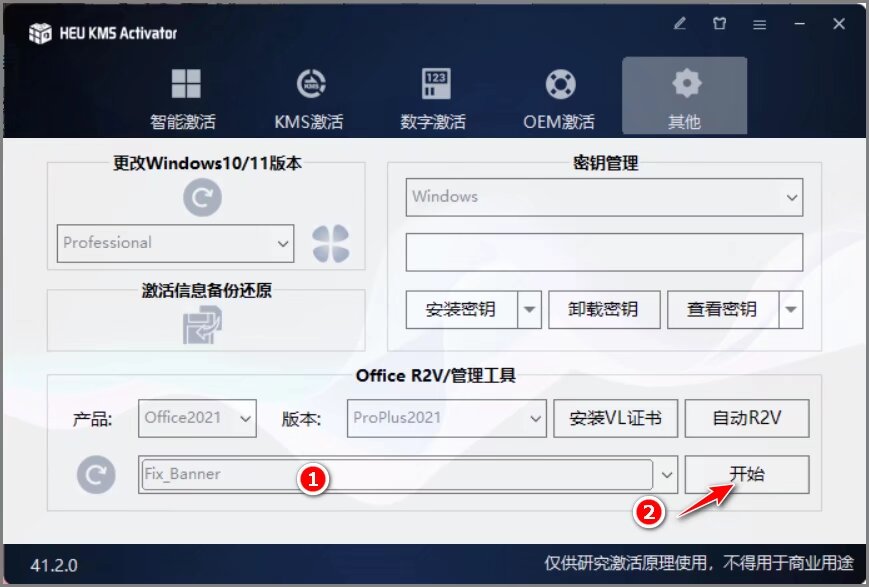 HEU KMS Activator
智能激活
KMS激活
123
数字激活
OEM激活
其他
更改Windows10/11版本
Professional
激活信息备份还原
密钥管理
Windows
安装密钥
卸载密钥
查看密钥
Office R2V/管理工具
产品:
Office2021
版本:
ProPlus2021
安装VL证书
自动R2V
Fix_Banner
1
开始
2
41.2.0
仅供研究激活原理使用，不得用于商业用途